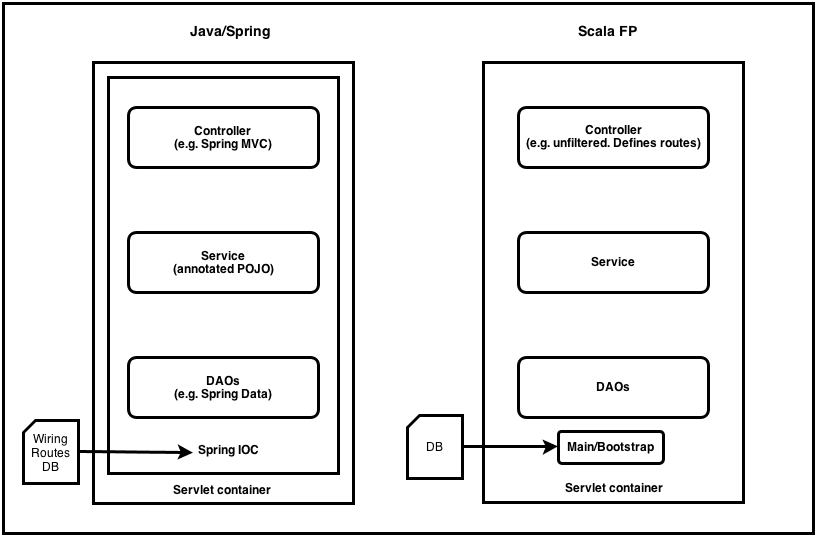 Java/Spring
Controller
(e.g. Spring MVC)
Service
(annotated POJO)
DAOs
(e.g. Spring Data)
Wiring
Routes
DB
Spring IOC
Servlet container
Scala FP
Controller
(e.g. unfiltered. Defines routes)
Service
DAOs
DB
Main/Bootstrap
Servlet container